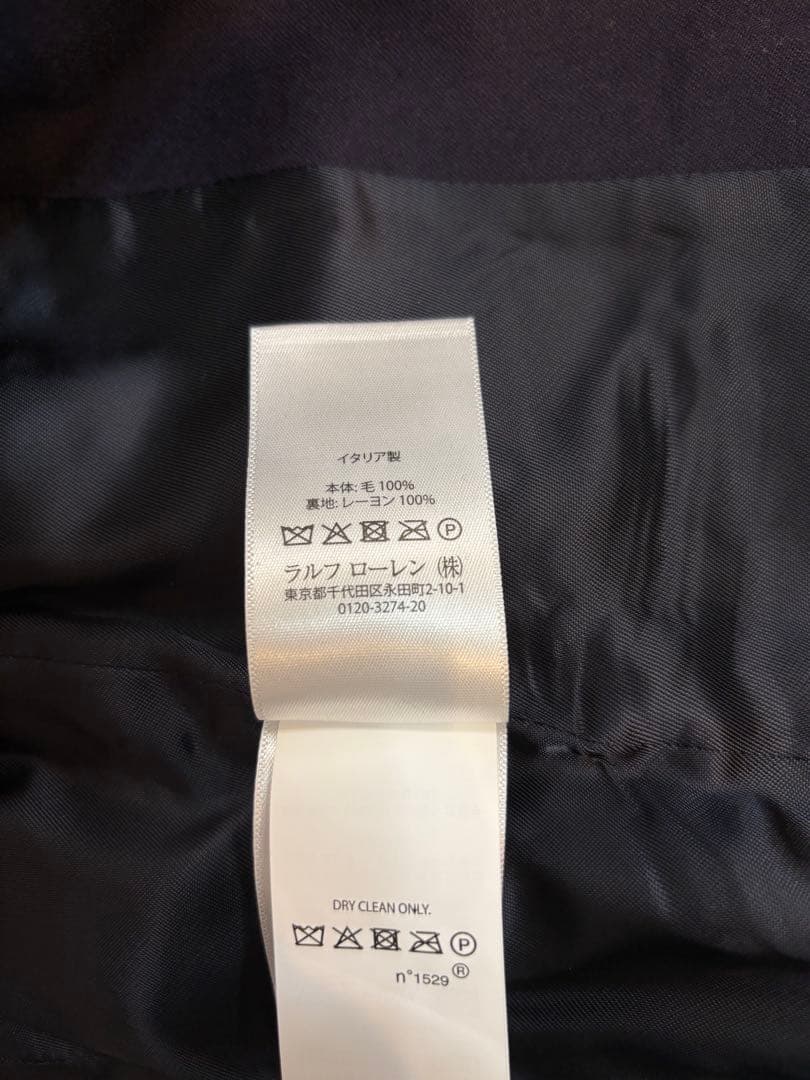 イタリア製
本体: 毛 100%
裏地: レーヨン 100%
P
ラルフ ローレン (株)
東京都千代田区永田町2-10-1
0120-3274-20
DRY CLEAN ONLY.
P
n°1529 ®